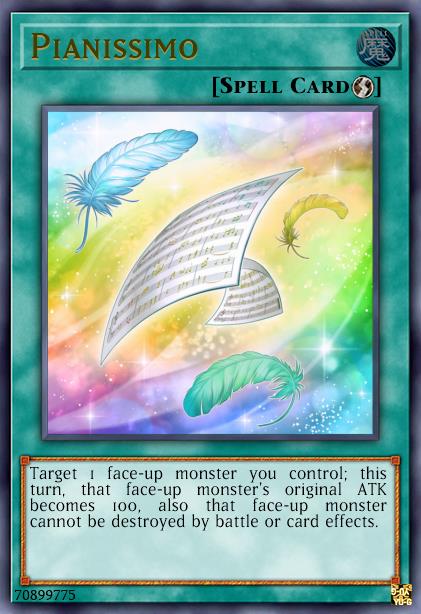 Pianissimo
魔
[Spell Card]
Target 1 face-up monster you control; this
turn, that face-up monster's original ATK
becomes 100, also that face-up monster
cannot be destroyed by battle or card effects.
70899775